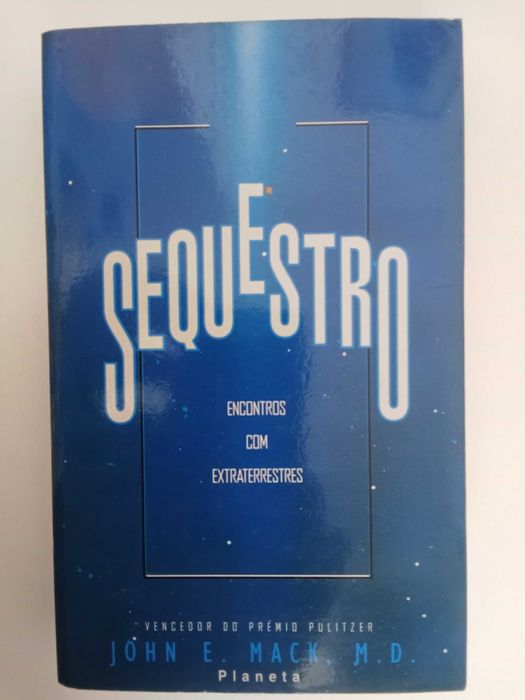 SEQUESTRO
ENCONTROS
COM
EXTRATERRESTRES
VENCEDOR DO PRÉMIO PULITZER
JOHN E. MACK, M.D.
Planeta